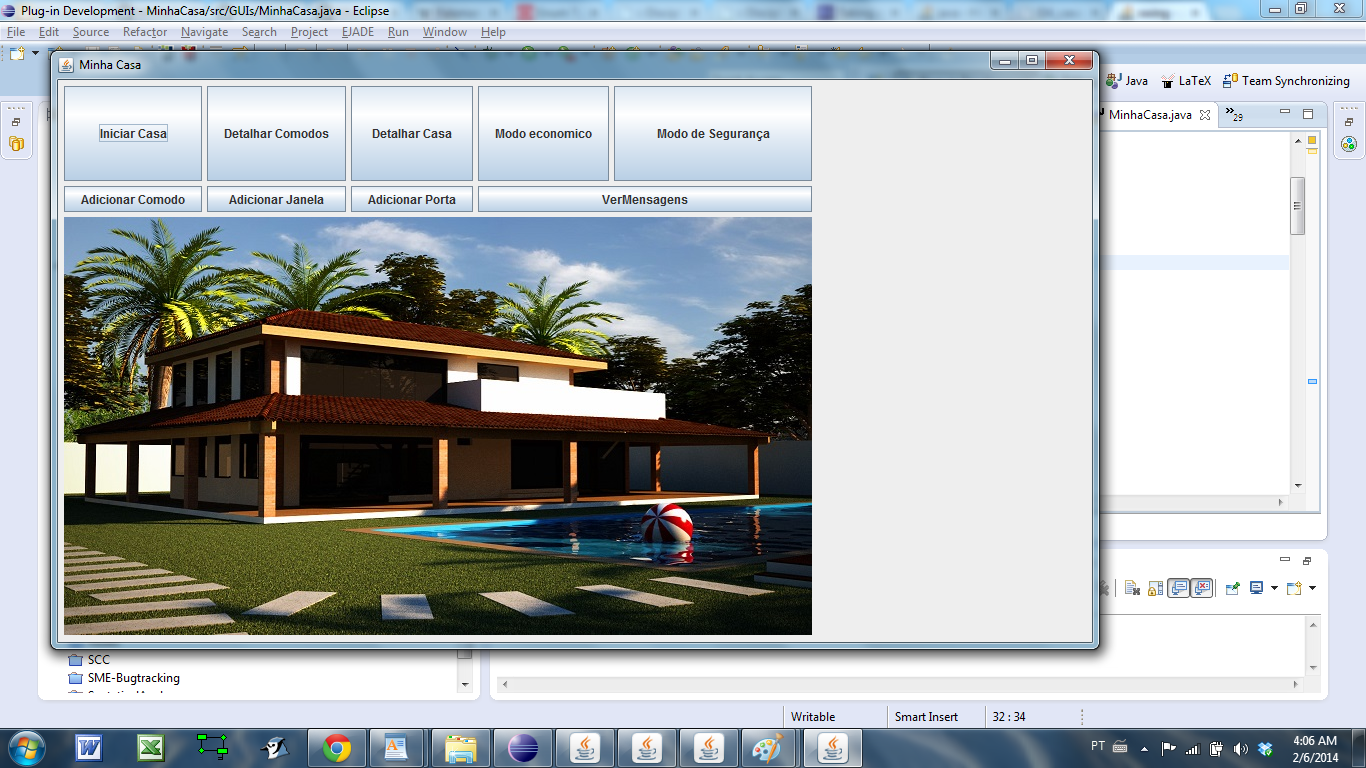 Plug-in Development - MinhaCasa/src/GUIs/MinhaCasa.java - Eclipse
File Edit Source Refactor Navigate Search Project EJADE Run Window Help
Minha Casa
Java LaTeX Team Synchronizing
MinhaCasa.java 29
Iniciar Casa Detalhar Comodos Detalhar Casa Modo economico Modo de Segurança
Adicionar Comodo Adicionar Janela Adicionar Porta VerMensagens
SCC
SME-Bugtracking
Writable Smart Insert 32 : 34
PT
4:06 AM
2/6/2014